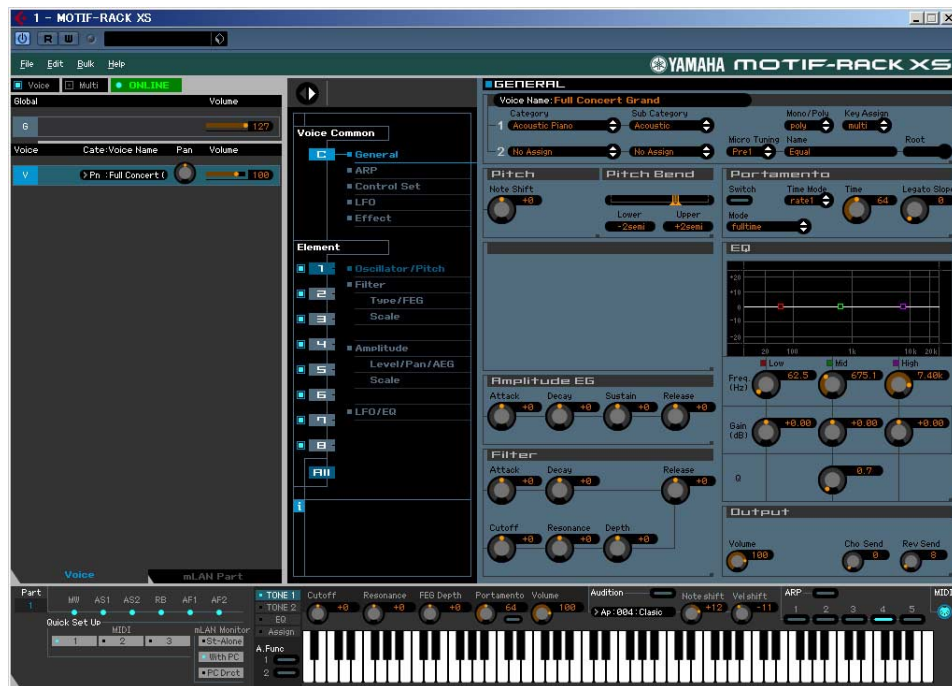 1 - MOTIF-RACK XS
R W
File Edit Bulk Help
YAMAHA MOTIF-RACK XS
Voice Multi ONLINE
Global Volume
G 127
Voice Cate:Voice Name Pan Volume
V Pn :Full Concert ( 100
Voice mLAN Part
Voice Common
C General
ARP
Control Set
LFO
Effect
Element
1 Oscillator/Pitch
Filter
2 Type/FEG
3 Scale
4 Amplitude
5 Level/Pan/AEG
Scale
6
7 LFO/EQ
8
All
i
GENERAL
Voice Name:Full Concert Grand
Category Sub Category Mono/Poly Key Assign
1 Acoustic Piano Acoustic poly multi
Micro Tuning Name Root
2 No Assign No Assign Pre1 Equal
Pitch
Note Shift
+0
Pitch Bend
Lower Upper
-2semi +2semi
Portamento
Switch Time Mode Time Legato Slope
rate1 64 0
Mode
fulltime
EQ
+20
+10
0
-10
-20
20 100 1k 10k 20k
Low Mid High
Freq. (Hz) 62.5 675.1 7.40k
Gain (dB) +0.00 +0.00 +0.00
Q 0.7
Amplitude EG
Attack Decay Sustain Release
+0 +0 +0 +0
Filter
Attack Decay Release
+0 +0 +0
Cutoff Resonance Depth
+0 +0 +0
Output
Volume Cho Send Rev Send
100 0 8
Part
1
MW AS1 AS2 RB AF1 AF2
Quick Set Up
MIDI mLAN Monitor
1 2 3 St-Alone
With PC
PC Drct
TONE 1
TONE 2
EQ
Assign
A.Func
1
2
Cutoff Resonance FEG Depth Portamento Volume
+0 +0 +0 64 100
Audition Note shift Vel shift
Ap:004:Clasic +12 -11
ARP
1 2 3 4 5
MIDI